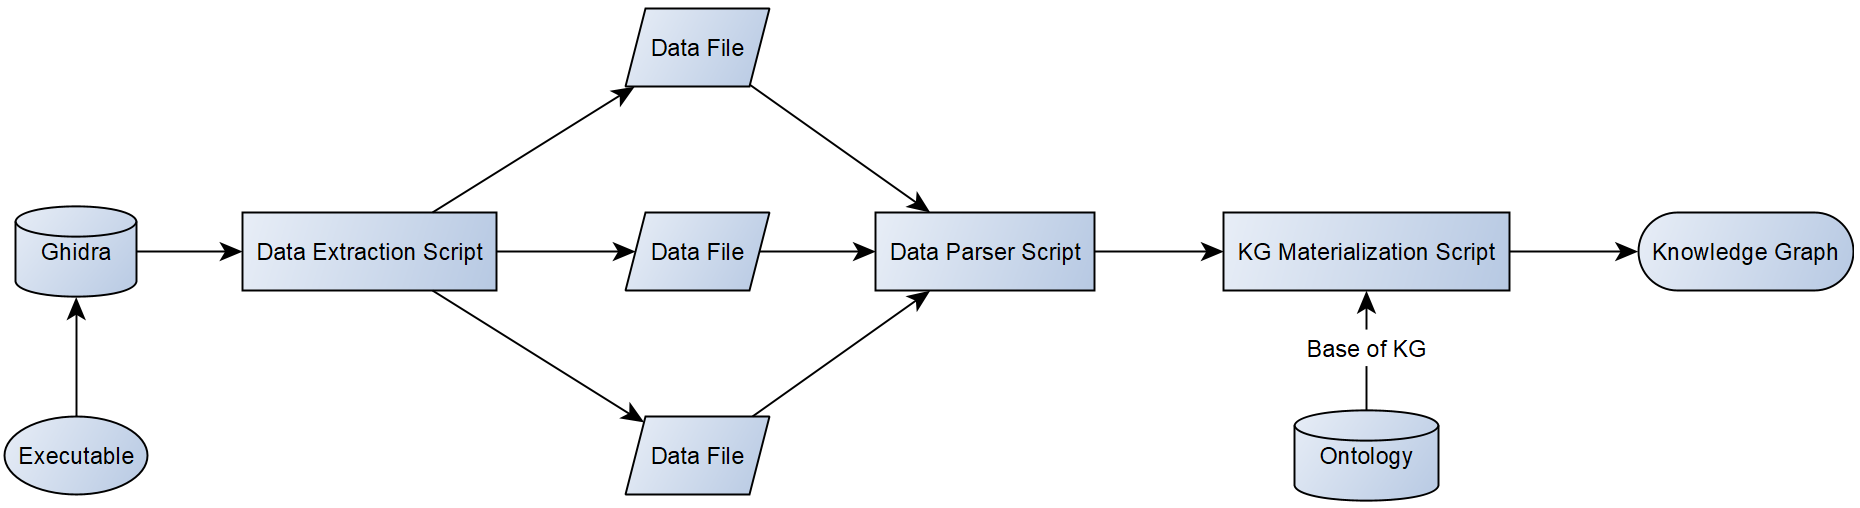 Data File
Ghidra
Data Extraction Script
Data File
Data Parser Script
KG Materialization Script
Knowledge Graph
Base of KG
Executable
Data File
Ontology